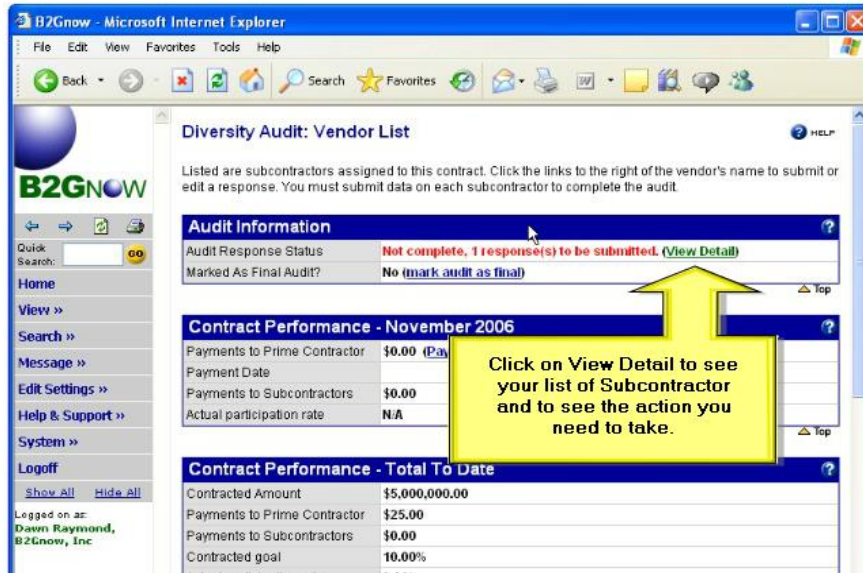 B2Gnow - Microsoft Internet Explorer
File Edit View Favorites Tools Help
Back Search Favorites
B2GNOW
Quick Search: GO
Home
View »
Search »
Message »
Edit Settings »
Help & Support »
System »
Logoff
Show All Hide All
Logged on as:
Dawn Raymond,
B2Gnow, Inc
Diversity Audit: Vendor List
HELP
Listed are subcontractors assigned to this contract. Click the links to the right of the vendor's name to submit or
edit a response. You must submit data on each subcontractor to complete the audit.
Audit Information ?
Audit Response Status Not complete, 1 response(s) to be submitted. (View Detail)
Marked As Final Audit? No (mark audit as final)
Top
Contract Performance - November 2006 ?
Payments to Prime Contractor $0.00
Payment Date
Payments to Subcontractors $0.00
Actual participation rate N/A
Top
Click on View Detail to see
your list of Subcontractor
and to see the action you
need to take.
Contract Performance - Total To Date ?
Contracted Amount $5,000,000.00
Payments to Prime Contractor $25.00
Payments to Subcontractors $0.00
Contracted goal 10.00%